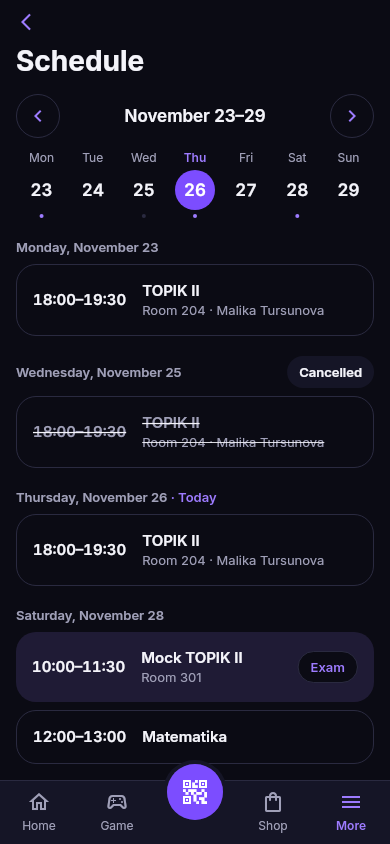 Schedule
November 23–29
Mon Tue Wed Thu Fri Sat Sun
23 24 25 26 27 28 29
Monday, November 23
18:00–19:30
TOPIK II
Room 204 · Malika Tursunova
Wednesday, November 25
Cancelled
18:00–19:30
TOPIK II
Room 204 · Malika Tursunova
Thursday, November 26 · Today
18:00–19:30
TOPIK II
Room 204 · Malika Tursunova
Saturday, November 28
10:00–11:30
Mock TOPIK II
Room 301
Exam
12:00–13:00 Matematika
Home Game Shop More